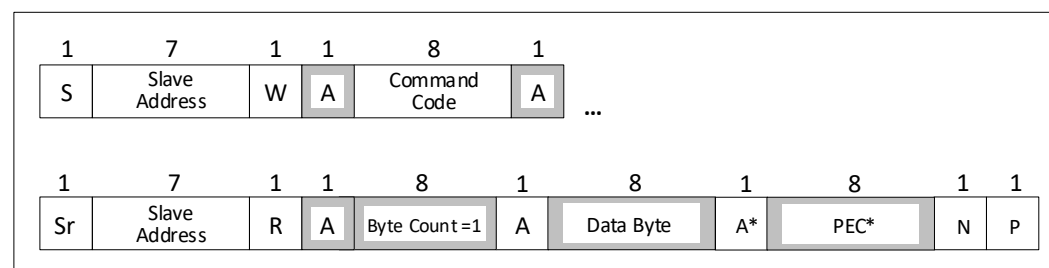 1 7 1 1 8 1
S Slave Address W A Command Code A ...
1 7 1 1 8 1 8 1 8 1 1
Sr Slave Address R A Byte Count =1 A Data Byte A* PEC* N P